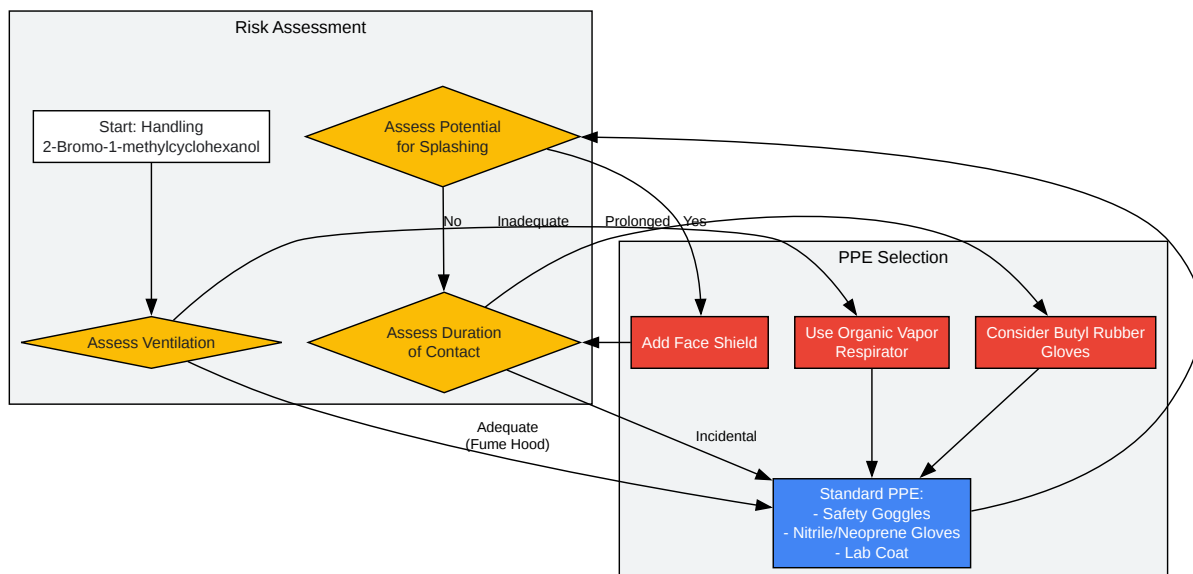 Risk Assessment
Assess Potential
for Splashing
Start: Handling
2-Bromo-1-methylcyclohexanol
No
Inadequate
Prolonged
Yes
PPE Selection
Assess Ventilation
Assess Duration
of Contact
Add Face Shield
Use Organic Vapor
Respirator
Consider Butyl Rubber
Gloves
Adequate
(Fume Hood)
Incidental
Standard PPE:
- Safety Goggles
- Nitrile/Neoprene Gloves
- Lab Coat